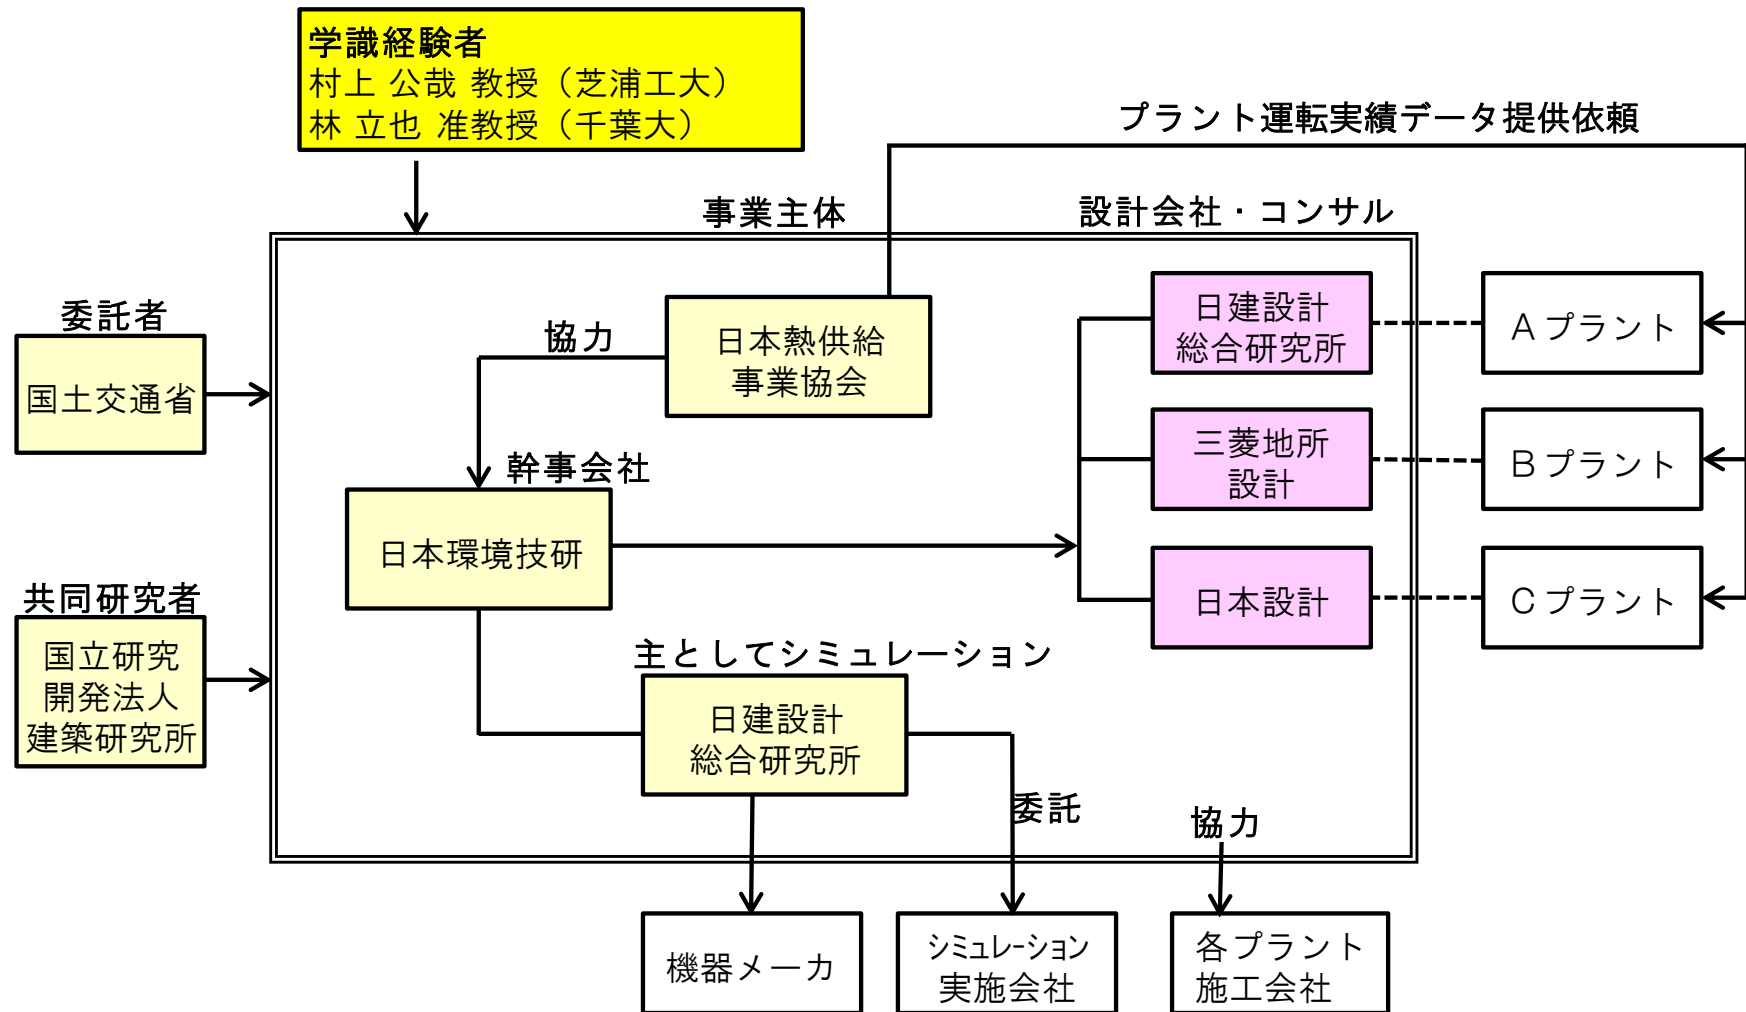 学識経験者
村上 公哉 教授（芝浦工大）
林 立也 准教授（千葉大）
プラント運転実績データ提供依頼
事業主体
設計会社・コンサル
委託者
国土交通省
協力
日本熱供給
事業協会
日建設計
総合研究所
Aプラント
幹事会社
日本環境技研
三菱地所
設計
Bプラント
共同研究者
国立研究
開発法人
建築研究所
日本設計
Cプラント
主としてシミュレーション
日建設計
総合研究所
委託
協力
機器メーカ
シミュレーション
実施会社
各プラント
施工会社